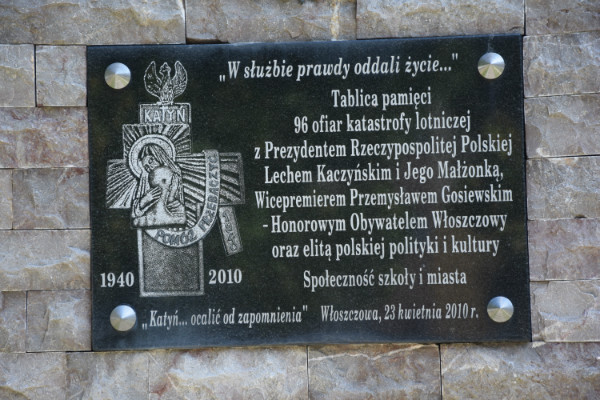 „W służbie prawdy oddali życie..."
Tablica pamięci
96 ofiar katastrofy lotniczej
z Prezydentem Rzeczypospolitej Polskiej
Lechem Kaczyńskim i Jego Małżonką,
Wicepremierem Przemysławem Gosiewskim
- Honorowym Obywatelem Włoszczowy
oraz elitą polskiej polityki i kultury
Społeczność szkoły i miasta
KATYŃ
POMÓŻ PRZEBACZYĆ
1940
2010
„Katyń... ocalić od zapomnienia" Włoszczowa, 23 kwietnia 2010 r.